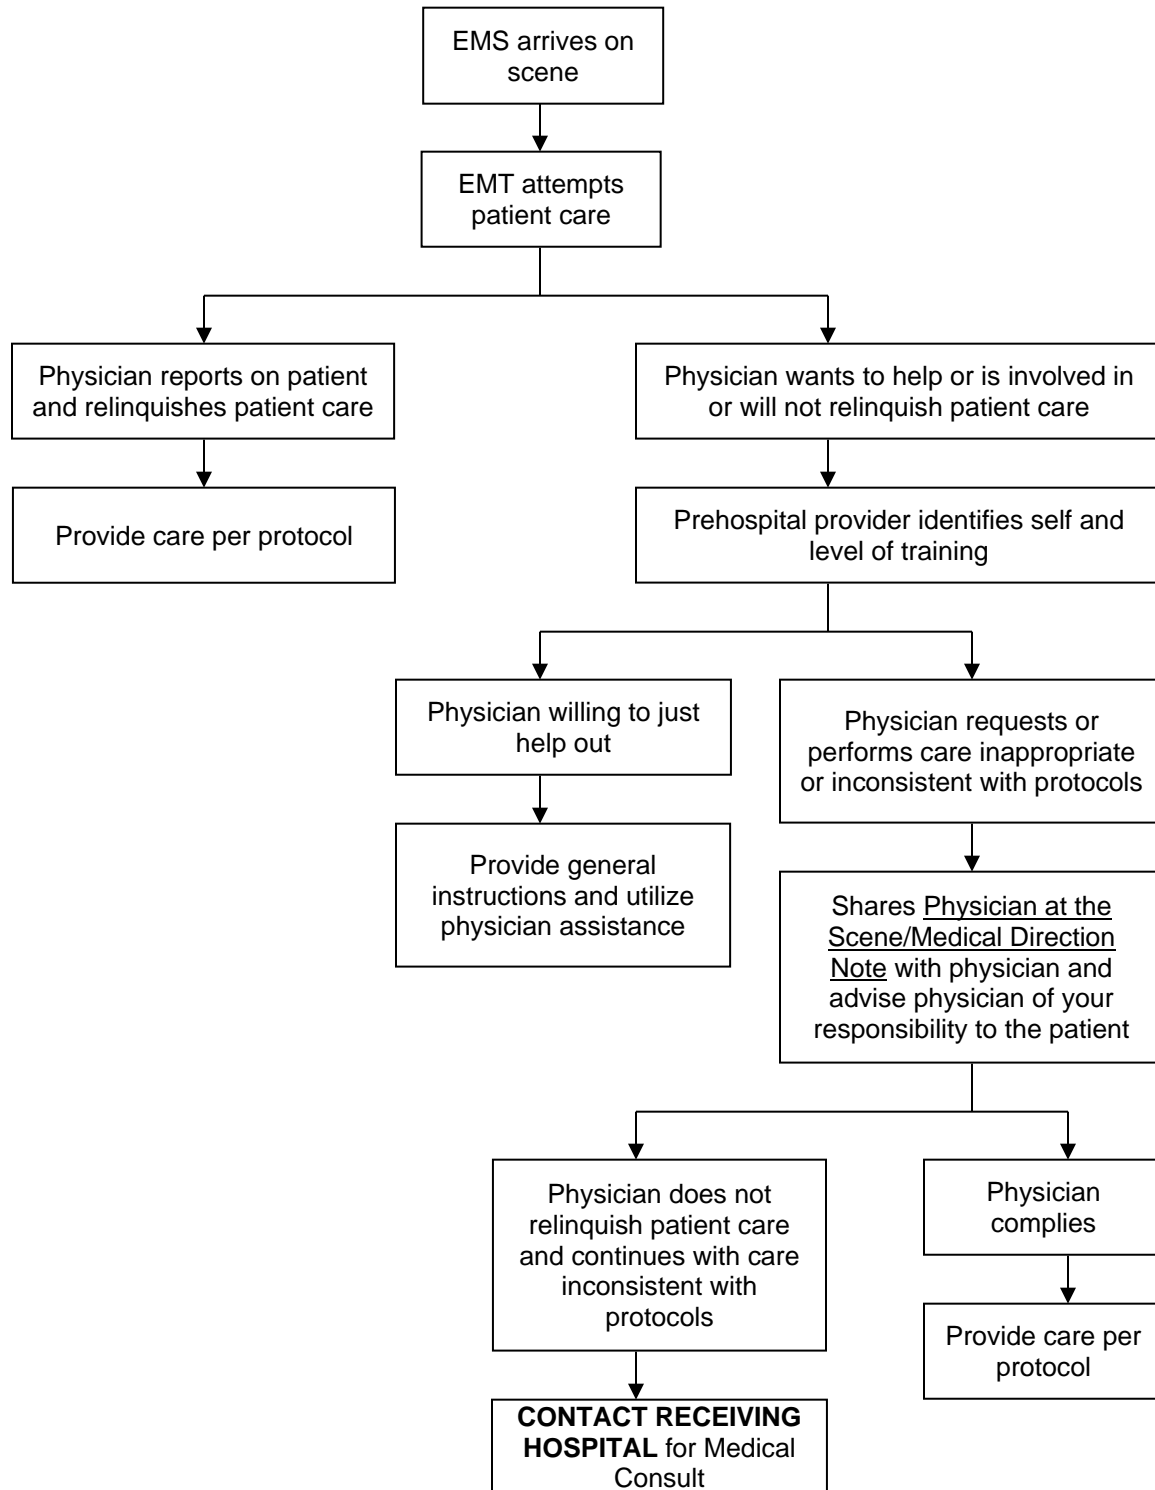 EMS arrives on
scene
EMT attempts
patient care
Physician reports on patient
and relinquishes patient care
Physician wants to help or is involved in
or will not relinquish patient care
Provide care per protocol
Prehospital provider identifies self and
level of training
Physician willing to just
help out
Physician requests or
performs care inappropriate
or inconsistent with protocols
Provide general
instructions and utilize
physician assistance
Shares Physician at the
Scene/Medical Direction
Note with physician and
advise physician of your
responsibility to the patient
Physician does not
relinquish patient care
and continues with care
inconsistent with
protocols
Physician
complies
Provide care per
protocol
CONTACT RECEIVING
HOSPITAL for Medical
Consult